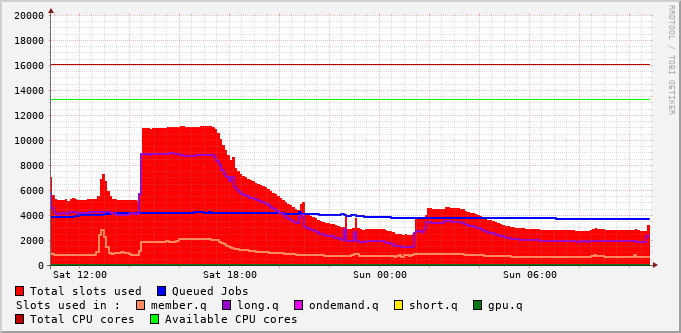 20000
18000
16000
14000
12000
10000
8000
6000
4000
2000
0
Sat 12:00 Sat 18:00 Sun 00:00 Sun 06:00
RRDTOOL / TOBI OETIKER
Total slots used Queued Jobs
Slots used in : member.q long.q ondemand.q short.q gpu.q
Total CPU cores Available CPU cores